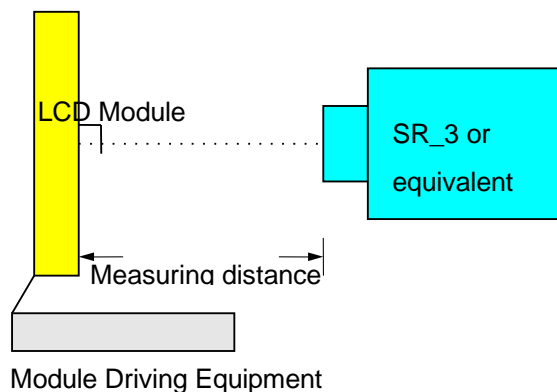 LCD Module
SR_3 or
equivalent
Measuring distance
Module Driving Equipment